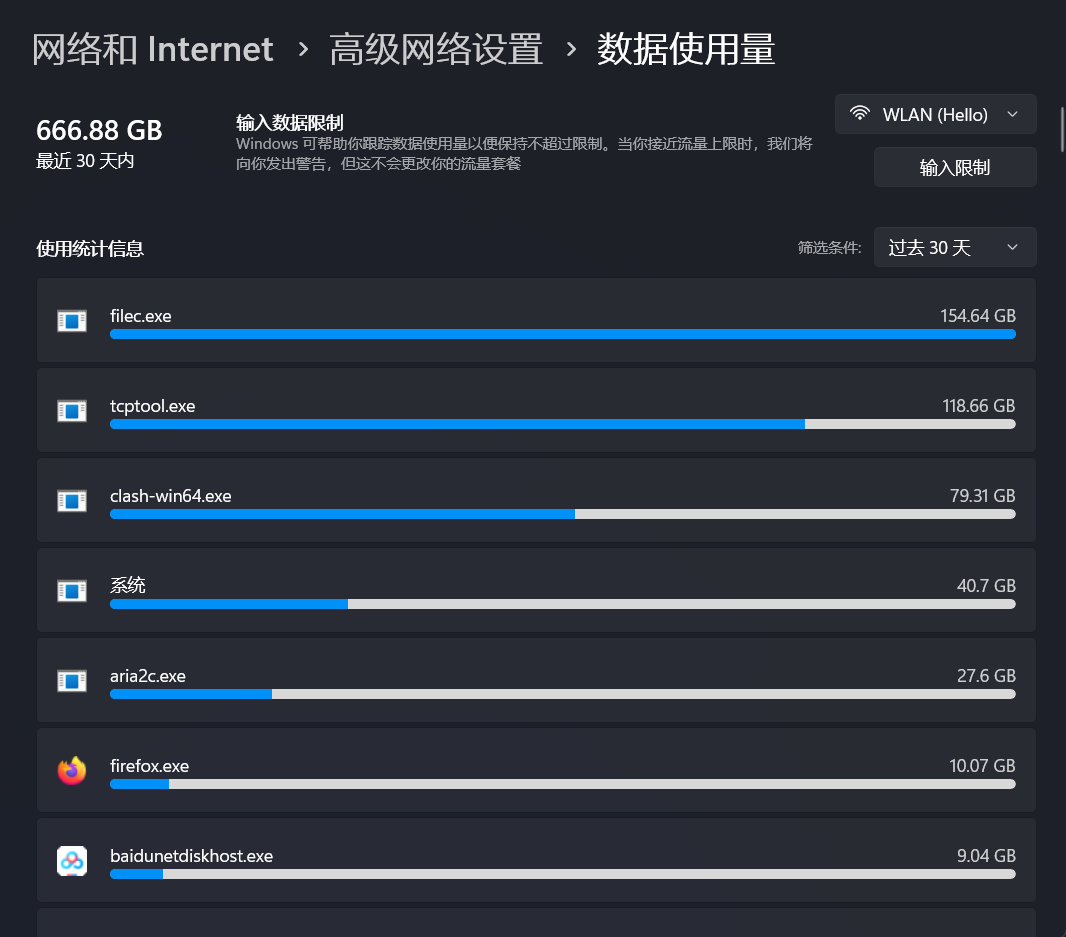 网络和 Internet › 高级网络设置 › 数据使用量
WLAN (Hello)
666.88 GB
最近 30 天内
输入数据限制
Windows 可帮助你跟踪数据使用量以便保持不超过限制。当你接近流量上限时，我们将
向你发出警告，但这不会更改你的流量套餐
输入限制
使用统计信息
筛选条件:
过去 30 天
filec.exe
154.64 GB
tcptool.exe
118.66 GB
clash-win64.exe
79.31 GB
系统
40.7 GB
aria2c.exe
27.6 GB
firefox.exe
10.07 GB
baidunetdiskhost.exe
9.04 GB